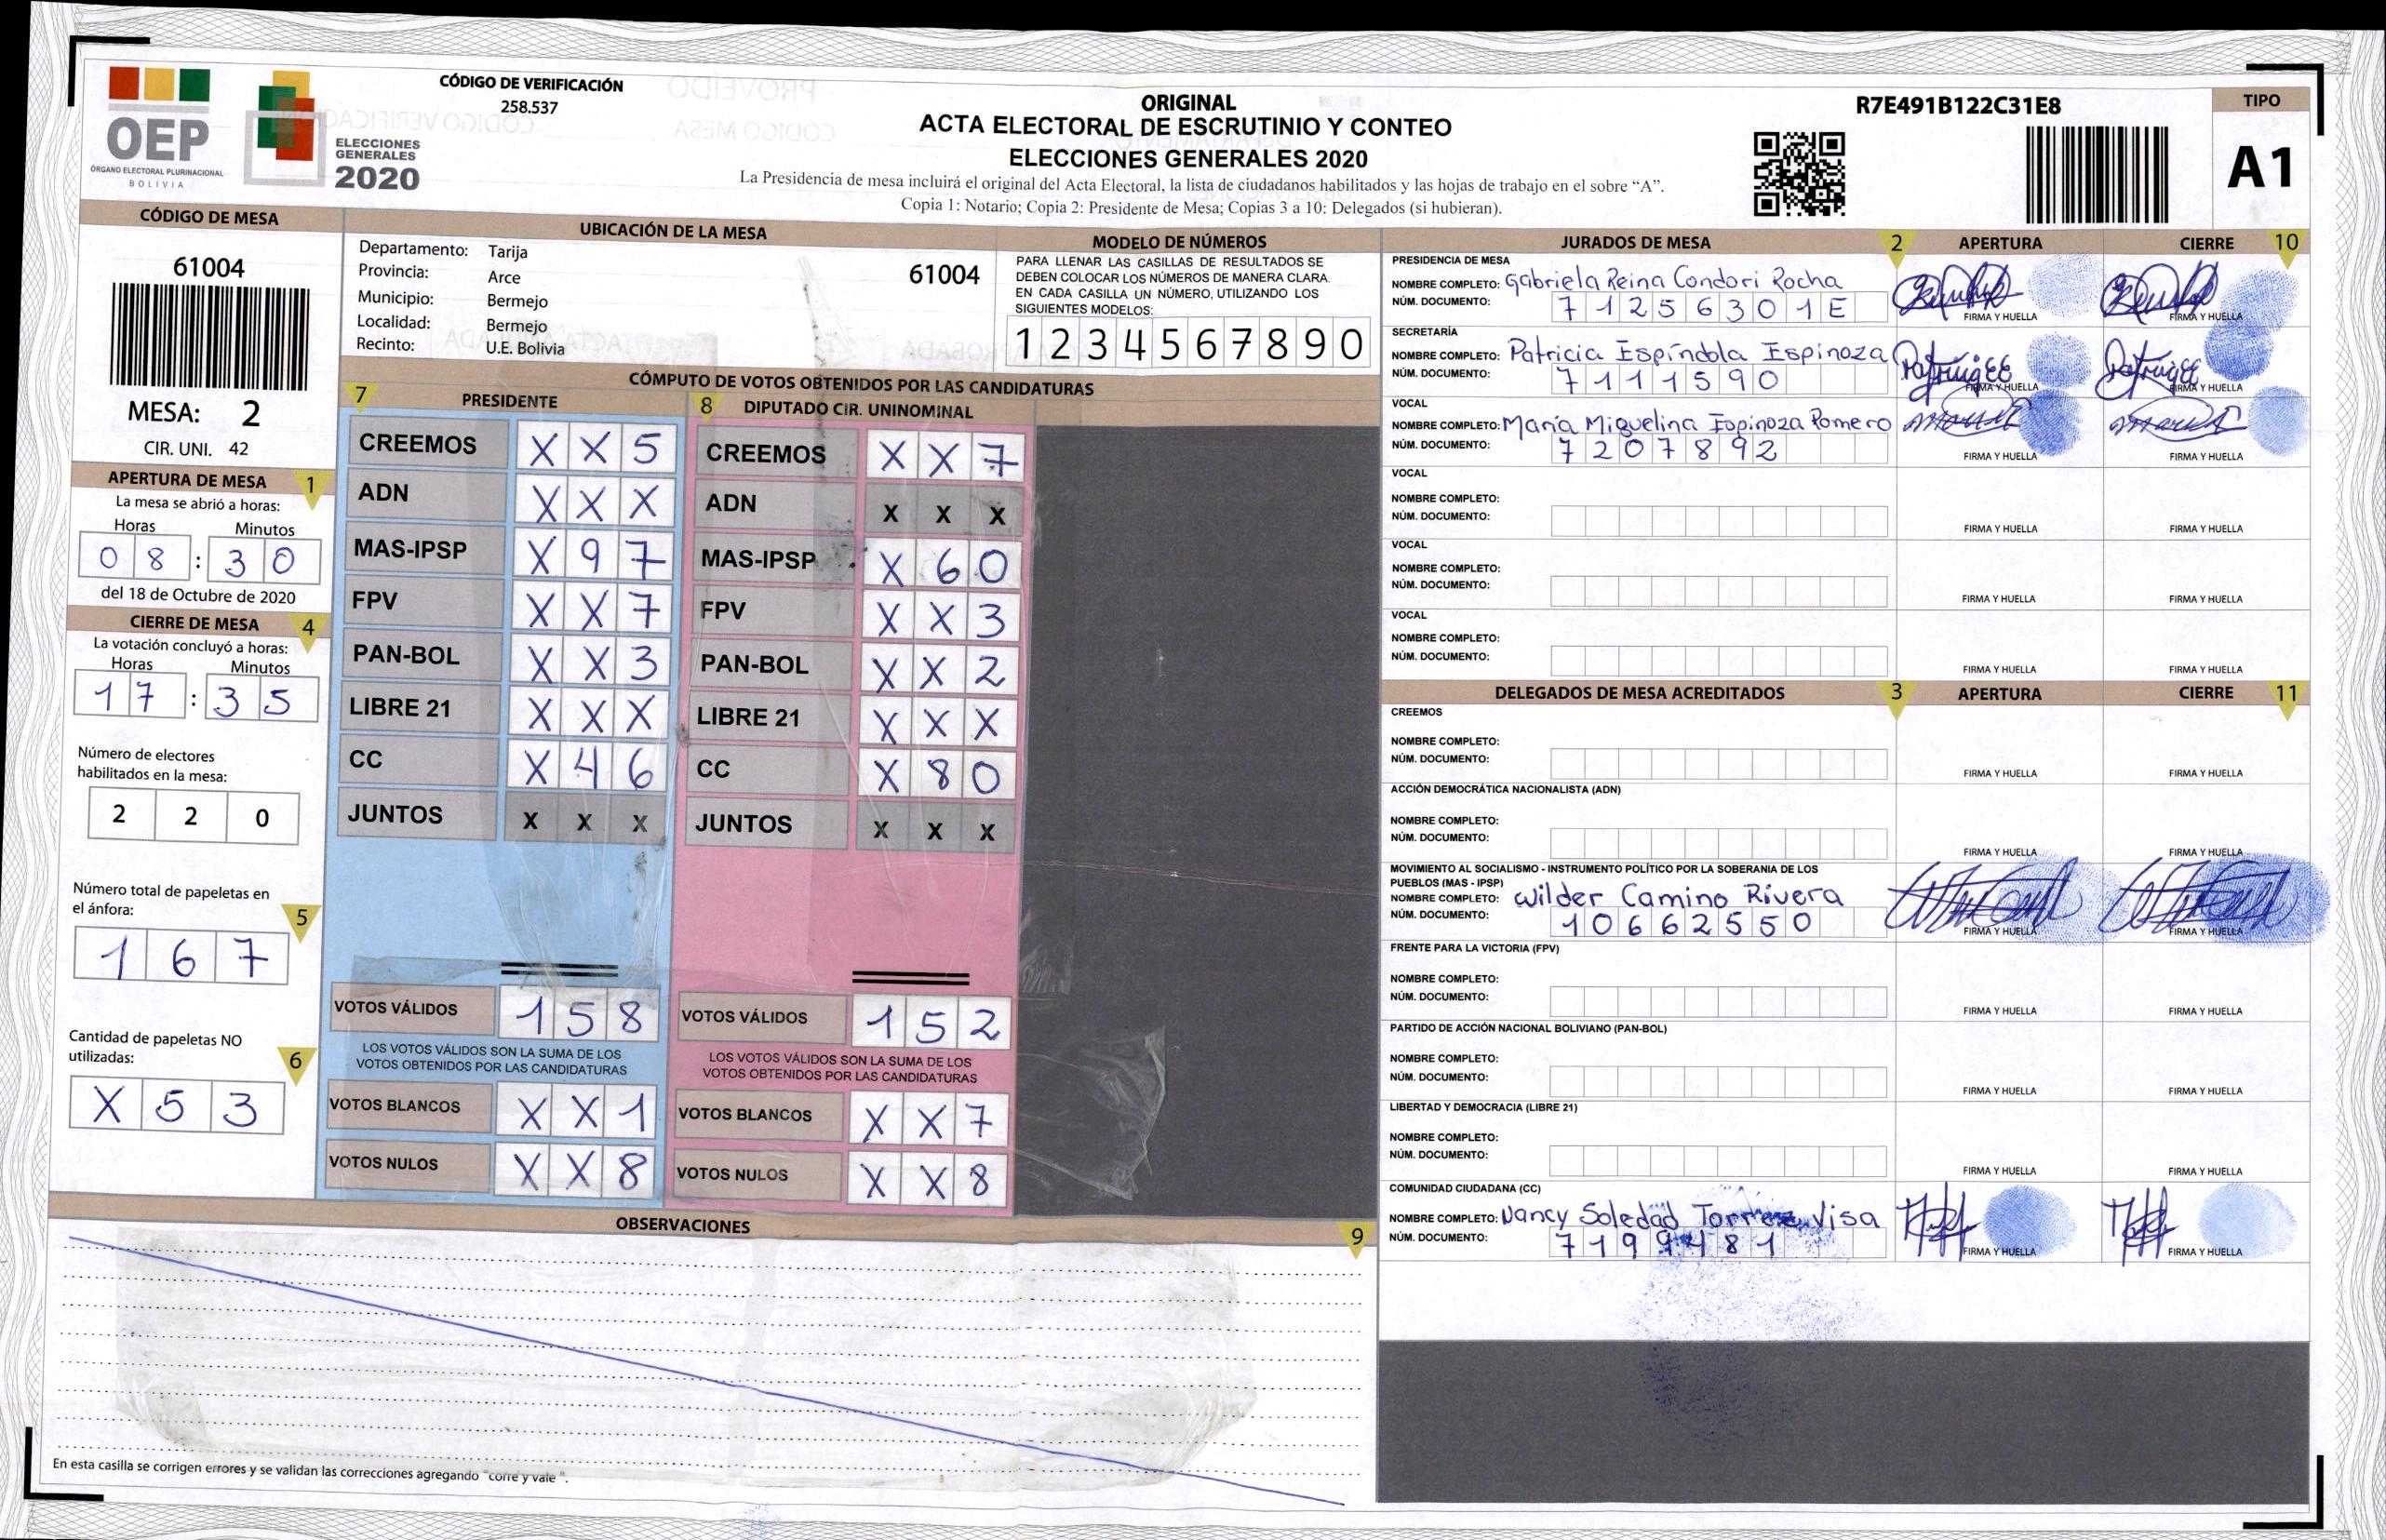 OEP
ÓRGANO ELECTORAL PLURINACIONAL
BOLIVIA
ELECCIONES
GENERALES
2020
CÓDIGO DE VERIFICACIÓN
258.537
ORIGINAL
ACTA ELECTORAL DE ESCRUTINIO Y CONTEO
ELECCIONES GENERALES 2020
La Presidencia de mesa incluirá el original del Acta Electoral, la lista de ciudadanos habilitados y las hojas de trabajo en el sobre “A”.
Copia 1: Notario; Copia 2: Presidente de Mesa; Copias 3 a 10: Delegados (si hubieran).
R7E491B122C31E8
TIPO
A1
CÓDIGO DE MESA
61004
MESA: 2
CIR. UNI. 42
APERTURA DE MESA 1
La mesa se abrió a horas:
Horas Minutos
0 8 : 3 0
del 18 de Octubre de 2020
CIERRE DE MESA 4
La votación concluyó a horas:
Horas Minutos
1 7 : 3 5
Número de electores
habilitados en la mesa:
2 2 0
Número total de papeletas en
el ánfora: 5
1 6 7
Cantidad de papeletas NO
utilizadas: 6
X 5 3
UBICACIÓN DE LA MESA
Departamento: Tarija
Provincia: Arce
61004
Municipio: Bermejo
Localidad: Bermejo
Recinto: U.E. Bolivia
MODELO DE NÚMEROS
PARA LLENAR LAS CASILLAS DE RESULTADOS SE
DEBEN COLOCAR LOS NÚMEROS DE MANERA CLARA.
EN CADA CASILLA UN NÚMERO, UTILIZANDO LOS
SIGUIENTES MODELOS:
1 2 3 4 5 6 7 8 9 0
CÓMPUTO DE VOTOS OBTENIDOS POR LAS CANDIDATURAS
7 PRESIDENTE
CREEMOS X X 5
ADN X X X
MAS-IPSP X 9 7
FPV X X 7
PAN-BOL X X 3
LIBRE 21 X X X
CC X 4 6
JUNTOS X X X
VOTOS VÁLIDOS 1 5 8
LOS VOTOS VÁLIDOS SON LA SUMA DE LOS
VOTOS OBTENIDOS POR LAS CANDIDATURAS
VOTOS BLANCOS X X 1
VOTOS NULOS X X 8
8 DIPUTADO CIR. UNINOMINAL
CREEMOS X X 7
ADN X X X
MAS-IPSP X 6 0
FPV X X 3
PAN-BOL X X 2
LIBRE 21 X X X
CC X 8 0
JUNTOS X X X
VOTOS VÁLIDOS 1 5 2
LOS VOTOS VÁLIDOS SON LA SUMA DE LOS
VOTOS OBTENIDOS POR LAS CANDIDATURAS
VOTOS BLANCOS X X 7
VOTOS NULOS X X 8
OBSERVACIONES 9
En esta casilla se corrigen errores y se validan las correcciones agregando "corre y vale".
JURADOS DE MESA 2 APERTURA CIERRE 10
PRESIDENCIA DE MESA
NOMBRE COMPLETO: Gabriela Reina Condori Rocha
NÚM. DOCUMENTO: 7 1 2 5 6 3 0 1 E
FIRMA Y HUELLA FIRMA Y HUELLA
SECRETARÍA
NOMBRE COMPLETO: Patricia Espíndola Espinoza
NÚM. DOCUMENTO: 7 1 1 1 5 9 0
FIRMA Y HUELLA FIRMA Y HUELLA
VOCAL
NOMBRE COMPLETO: María Miguelina Espinoza Romero
NÚM. DOCUMENTO: 7 2 0 7 8 9 2
FIRMA Y HUELLA FIRMA Y HUELLA
VOCAL
NOMBRE COMPLETO:
NÚM. DOCUMENTO:
FIRMA Y HUELLA FIRMA Y HUELLA
VOCAL
NOMBRE COMPLETO:
NÚM. DOCUMENTO:
FIRMA Y HUELLA FIRMA Y HUELLA
VOCAL
NOMBRE COMPLETO:
NÚM. DOCUMENTO:
FIRMA Y HUELLA FIRMA Y HUELLA
DELEGADOS DE MESA ACREDITADOS 3 APERTURA CIERRE 11
CREEMOS
NOMBRE COMPLETO:
NÚM. DOCUMENTO:
FIRMA Y HUELLA FIRMA Y HUELLA
ACCIÓN DEMOCRÁTICA NACIONALISTA (ADN)
NOMBRE COMPLETO:
NÚM. DOCUMENTO:
FIRMA Y HUELLA FIRMA Y HUELLA
MOVIMIENTO AL SOCIALISMO - INSTRUMENTO POLÍTICO POR LA SOBERANIA DE LOS
PUEBLOS (MAS - IPSP)
NOMBRE COMPLETO: Wilder Camino Rivera
NÚM. DOCUMENTO: 1 0 6 6 2 5 5 0
FIRMA Y HUELLA FIRMA Y HUELLA
FRENTE PARA LA VICTORIA (FPV)
NOMBRE COMPLETO:
NÚM. DOCUMENTO:
FIRMA Y HUELLA FIRMA Y HUELLA
PARTIDO DE ACCIÓN NACIONAL BOLIVIANO (PAN-BOL)
NOMBRE COMPLETO:
NÚM. DOCUMENTO:
FIRMA Y HUELLA FIRMA Y HUELLA
LIBERTAD Y DEMOCRACIA (LIBRE 21)
NOMBRE COMPLETO:
NÚM. DOCUMENTO:
FIRMA Y HUELLA FIRMA Y HUELLA
COMUNIDAD CIUDADANA (CC)
NOMBRE COMPLETO: Nancy Soledad Torrez Visa
NÚM. DOCUMENTO: 7 1 9 9 4 8 1
FIRMA Y HUELLA FIRMA Y HUELLA